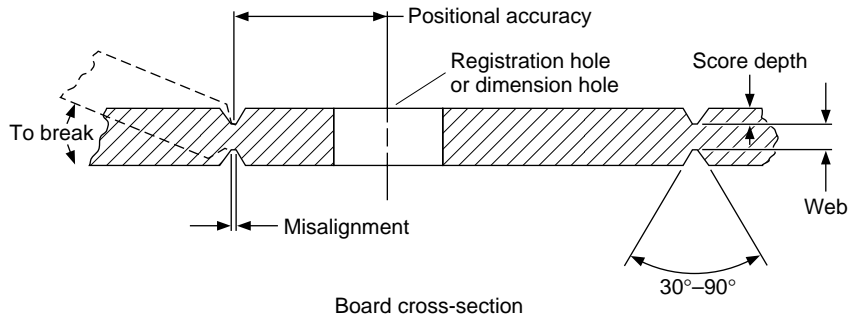 Positional accuracy
Registration hole
or dimension hole
Score depth
To break
Web
Misalignment
30°–90°
Board cross-section